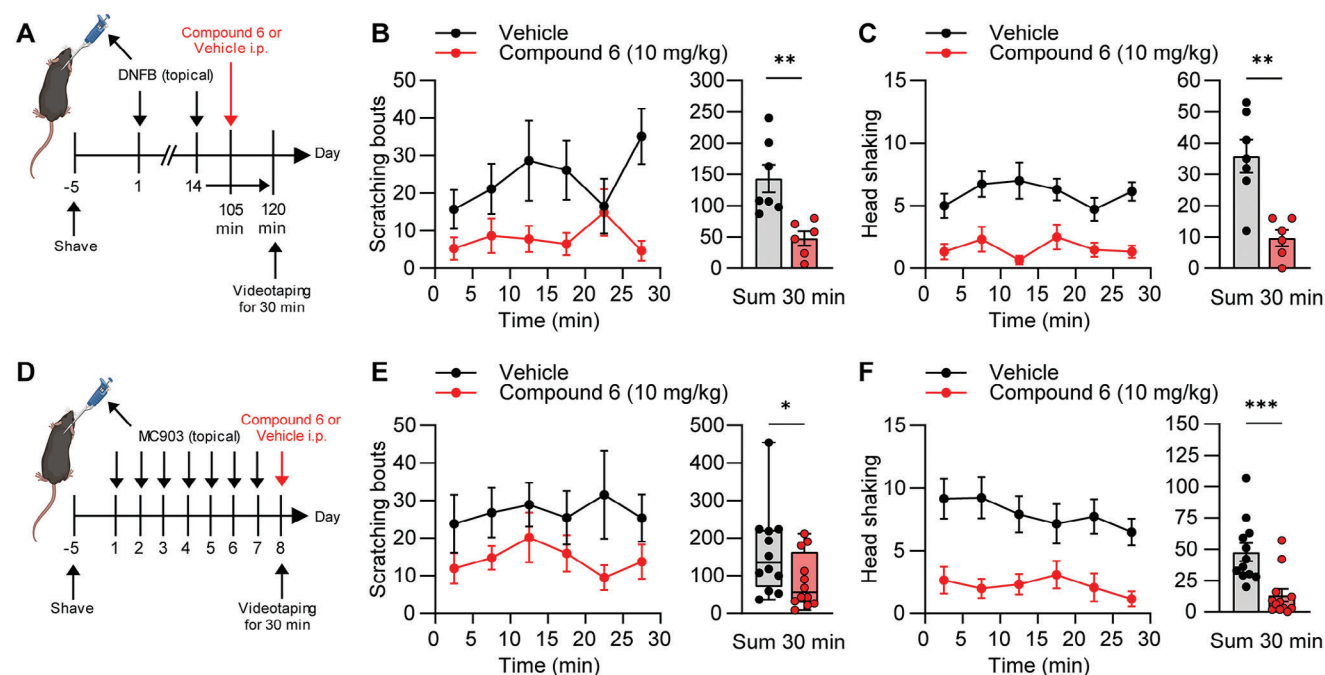 A
Compound 6 or
Vehicle i.p.
DNFB (topical)
Day
-5
1
14
105
min
120
min
Shave
Videotaping
for 30 min
B
Vehicle
Compound 6 (10 mg/kg)
Scratching bouts
50
40
30
20
10
0
0 5 10 15 20 25 30
Time (min)
**
300
250
200
150
100
50
0
Sum 30 min
C
Vehicle
Compound 6 (10 mg/kg)
Head shaking
15
10
5
0
0 5 10 15 20 25 30
Time (min)
**
60
50
40
30
20
10
0
Sum 30 min
D
Compound 6 or
Vehicle i.p.
MC903 (topical)
Day
-5 1 2 3 4 5 6 7 8
Shave
Videotaping
for 30 min
E
Vehicle
Compound 6 (10 mg/kg)
Scratching bouts
50
40
30
20
10
0
0 5 10 15 20 25 30
Time (min)
*
500
400
300
200
100
0
Sum 30 min
F
Vehicle
Compound 6 (10 mg/kg)
Head shaking
15
10
5
0
0 5 10 15 20 25 30
Time (min)
***
150
125
100
75
50
25
0
Sum 30 min